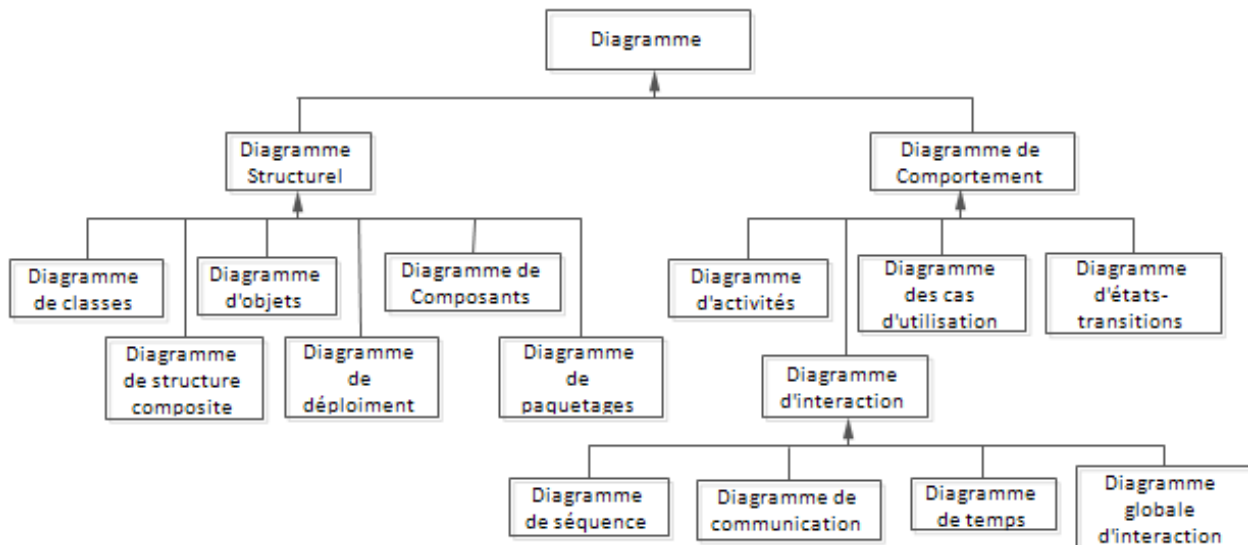 Diagramme
Diagramme
Structurel
Diagramme de
Comportement
Diagramme
de classes
Diagramme
d'objets
Diagramme de
Composants
Diagramme
d'activités
Diagramme
des cas
d'utilisation
Diagramme
d'états-
transitions
Diagramme
de structure
composite
Diagramme
de
déploiment
Diagramme
de
paquetages
Diagramme
d'interaction
Diagramme
de séquence
Diagramme de
communication
Diagramme
de temps
Diagramme
globale
d'interaction